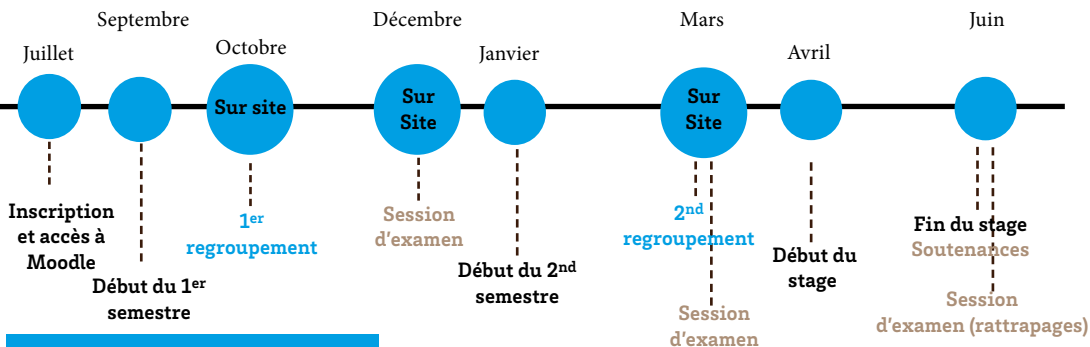 Septembre
Décembre
Mars
Juin
Juillet
Octobre
Janvier
Avril
Sur site
Sur
Site
Sur
Site
Inscription
et accès à
Moodle
Début du 1er
semestre
1er
regroupement
Session
d'examen
Début du 2nd
semestre
2nd
regroupement
Session
d'examen
Début du
stage
Fin du stage
Soutenances
Session
d'examen (rattrapages)